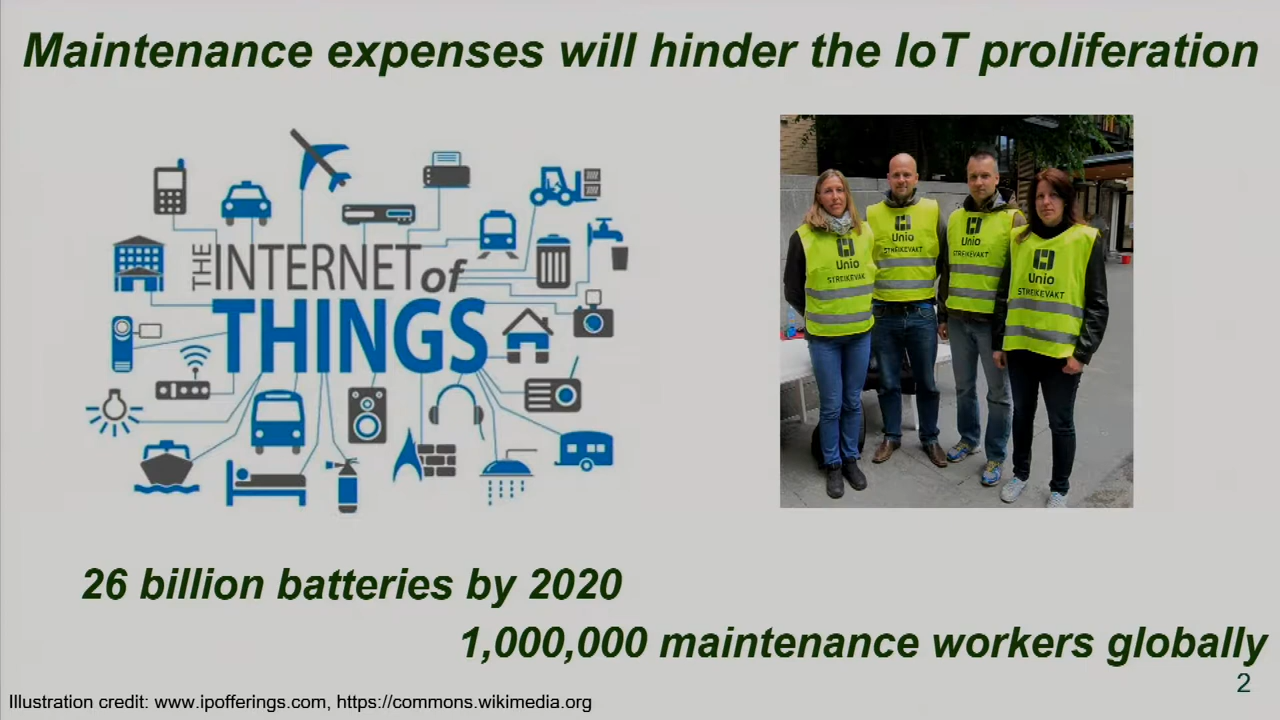 Maintenance expenses will hinder the IoT proliferation
THE INTERNET of
THINGS
Unio
STREIKEVAKT
Unio
STREIKEVAKT
Unio
STREIKEVAKT
Unio
STREIKEVAKT
26 billion batteries by 2020
1,000,000 maintenance workers globally
2
Illustration credit: www.ipofferings.com, https://commons.wikimedia.org